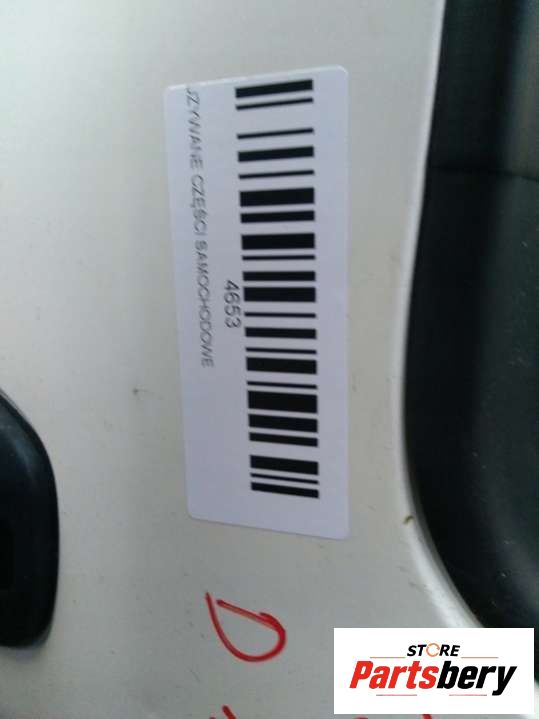 UŻYWANE CZĘŚCI SAMOCHODOWE
4653
D
STORE
Partsbery